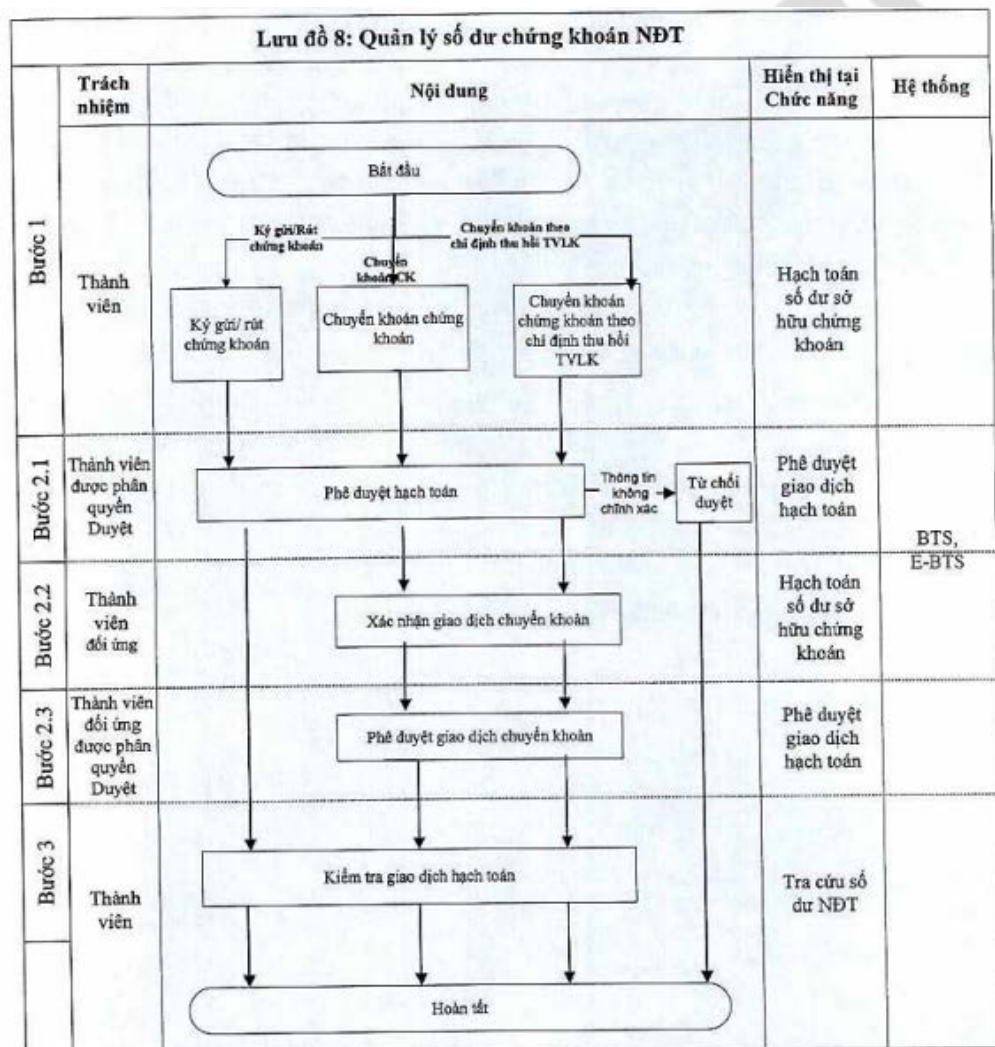 Lưu đồ 8: Quản lý số dư chứng khoán NĐT
Trách
nhiệm
Nội dung
Hiển thị tại
Chức năng
Hệ thống
Bước 1
Thành
viên
Bắt đầu
Ký gửi/Rút
chứng khoán
Chuyển
khoản CK
Chuyển khoản theo
chỉ định thu hồi TVLK
Ký gửi/ rút
chứng khoán
Chuyển khoản chứng
khoán
Chuyển khoản
chứng khoán theo
chỉ định thu hồi
TVLK
Hạch toán
số dư sở
hữu chứng
khoán
Bước 2.1
Thành viên
được phân
quyền
Duyệt
Phê duyệt hạch toán
Thông tin
không
chính xác
Từ chối
duyệt
Phê duyệt
giao dịch
hạch toán
BTS,
E-BTS
Bước 2.2
Thành
viên
đối ứng
Xác nhận giao dịch chuyển khoản
Hạch toán
số dư sở
hữu chứng
khoán
Bước 2.3
Thành viên
đối ứng
được phân
quyền
Duyệt
Phê duyệt giao dịch chuyển khoản
Phê duyệt
giao dịch
hạch toán
Bước 3
Thành
viên
Kiểm tra giao dịch hạch toán
Tra cứu số
dư NĐT
Hoàn tất